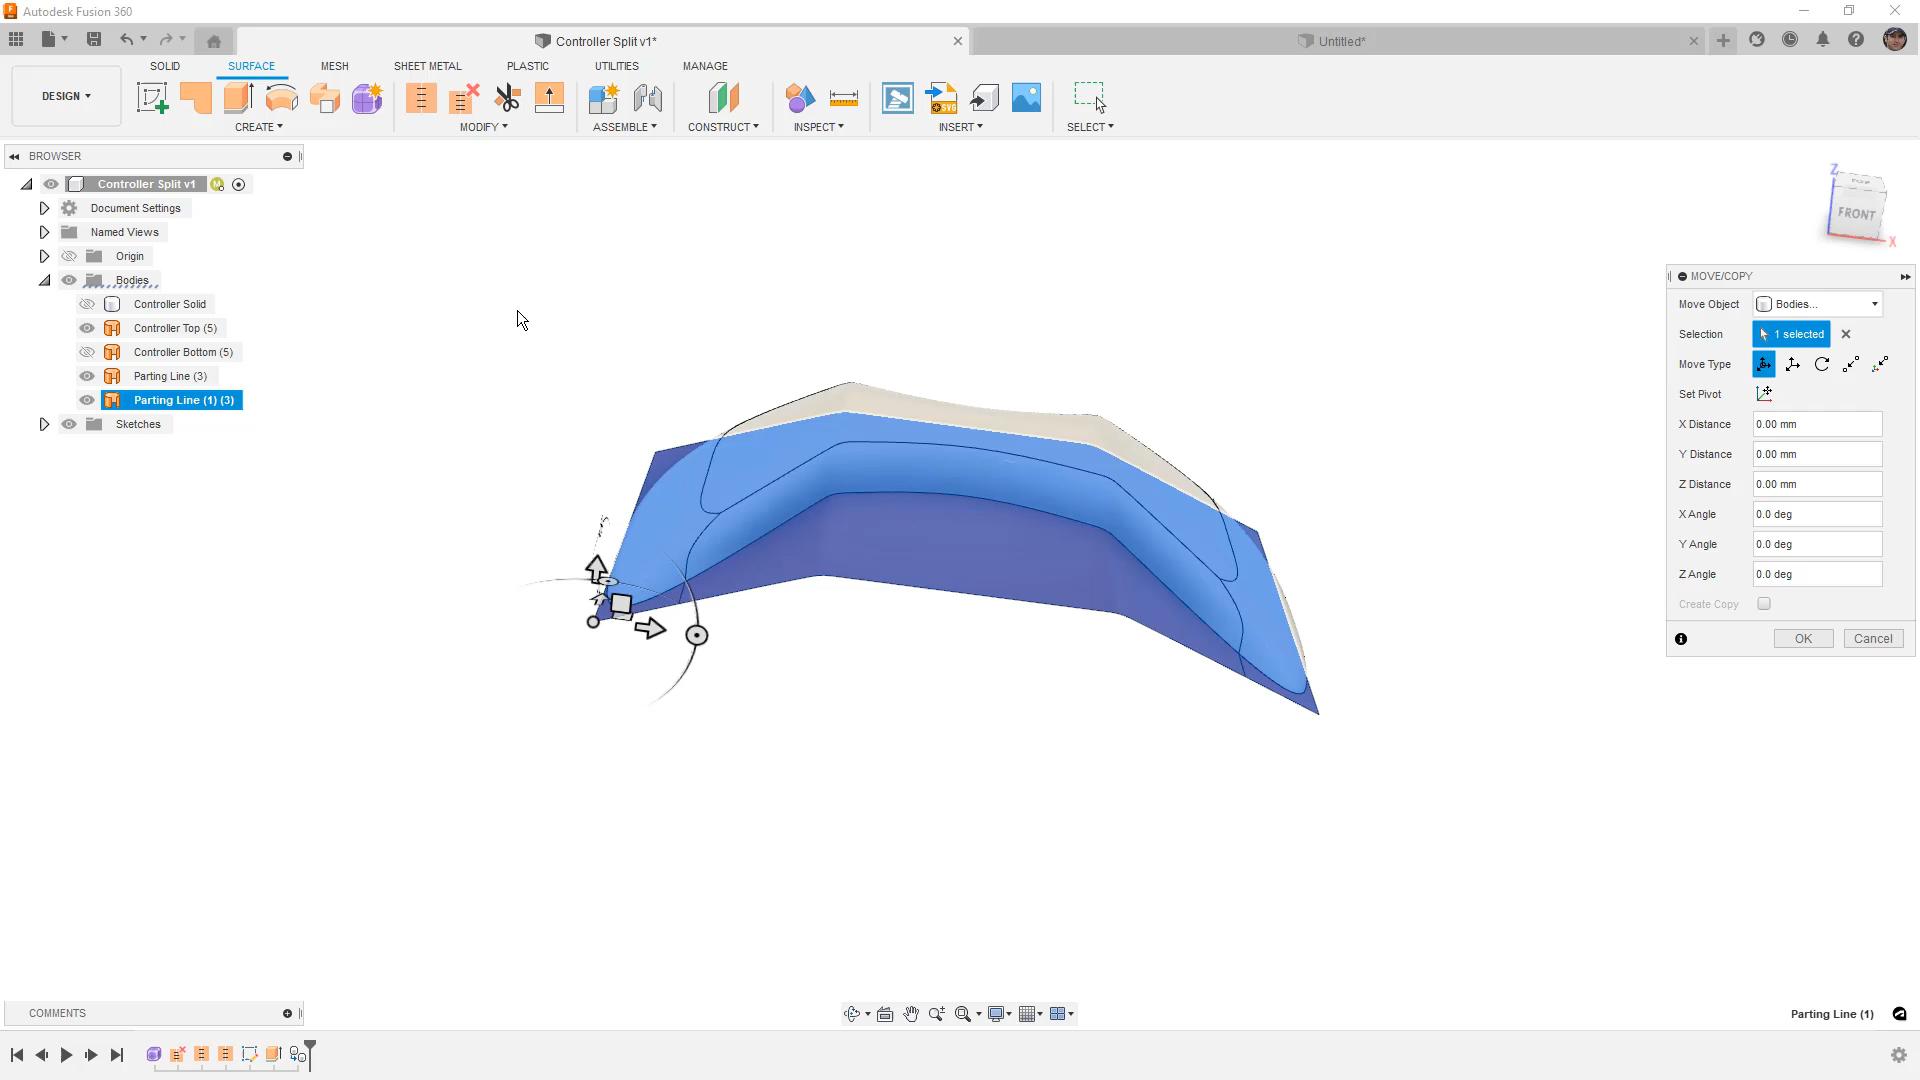 Autodesk Fusion 360
Controller Split v1*
Untitled*
DESIGN
SOLID
SURFACE
MESH
SHEET METAL
PLASTIC
UTILITIES
MANAGE
CREATE
MODIFY
ASSEMBLE
CONSTRUCT
INSPECT
INSERT
SELECT
SVG
BROWSER
Controller Split v1
Document Settings
Named Views
Origin
Bodies
Controller Solid
Controller Top (5)
Controller Bottom (5)
Parting Line (3)
Parting Line (1) (3)
Sketches
Z
FRONT
X
MOVE/COPY
Move Object
Bodies...
Selection
1 selected
Move Type
Set Pivot
X Distance
0.00 mm
Y Distance
0.00 mm
Z Distance
0.00 mm
X Angle
0.0 deg
Y Angle
0.0 deg
Z Angle
0.0 deg
Create Copy
OK
Cancel
COMMENTS
Parting Line (1)